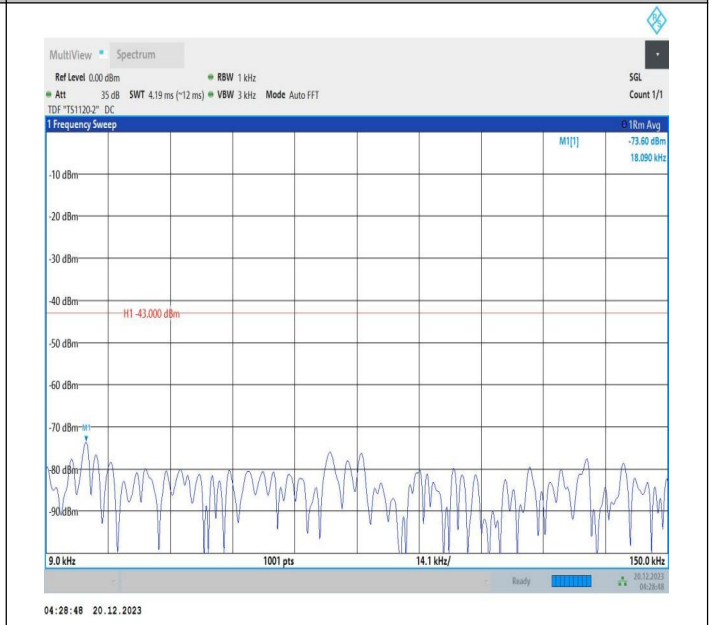 MultiView Spectrum
Ref Level 0.00 dBm RBW 1 kHz SGL
Att 35 dB SWT 4.19 ms (~12 ms) VBW 3 kHz Mode Auto FFT Count 1/1
TDF "TS1120-2" DC
1 Frequency Sweep 1Rm Avg
M1[1] -73.60 dBm
18.090 kHz
-10 dBm
-20 dBm
-30 dBm
-40 dBm
H1 -43.000 dBm
-50 dBm
-60 dBm
-70 dBm M1
-80 dBm
-90 dBm
9.0 kHz 1001 pts 14.1 kHz/ 150.0 kHz
Ready 20.12.2023
04:28:48
04:28:48 20.12.2023